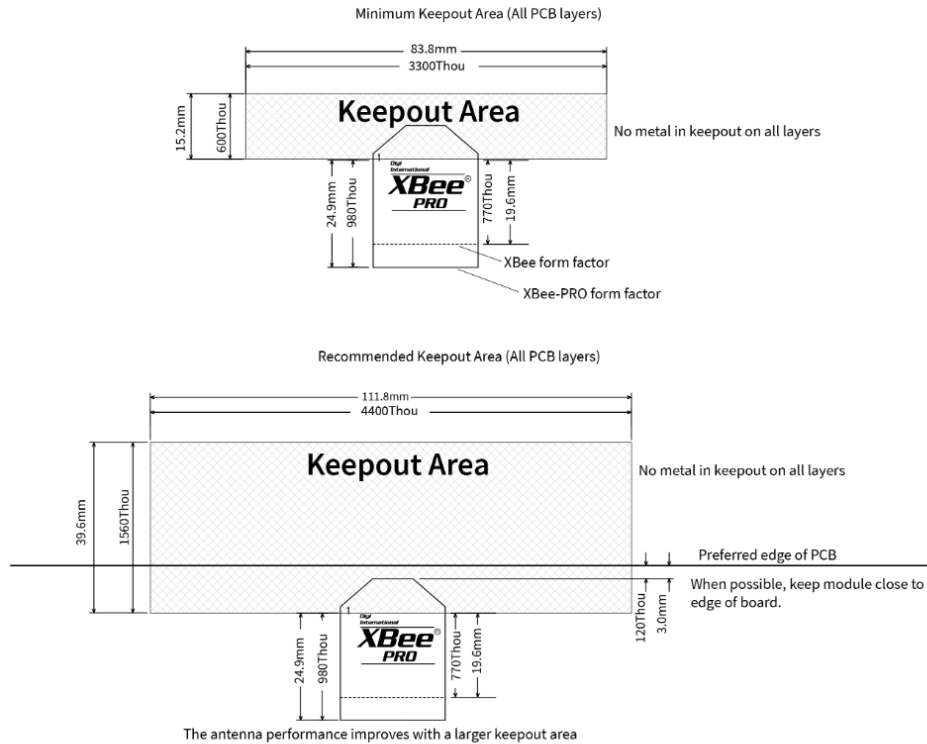 Minimum Keepout Area (All PCB layers)
83.8mm
3300Thou
Keepout Area
15.2mm
600Thou
No metal in keepout on all layers
1
Digi
International
XBee®
PRO
24.9mm
980Thou
770Thou
19.6mm
XBee form factor
XBee-PRO form factor
Recommended Keepout Area (All PCB layers)
111.8mm
4400Thou
Keepout Area
No metal in keepout on all layers
39.6mm
1560Thou
Preferred edge of PCB
When possible, keep module close to
edge of board.
120Thou
3.0mm
1
Digi
International
XBee®
PRO
24.9mm
980Thou
770Thou
19.6mm
The antenna performance improves with a larger keepout area